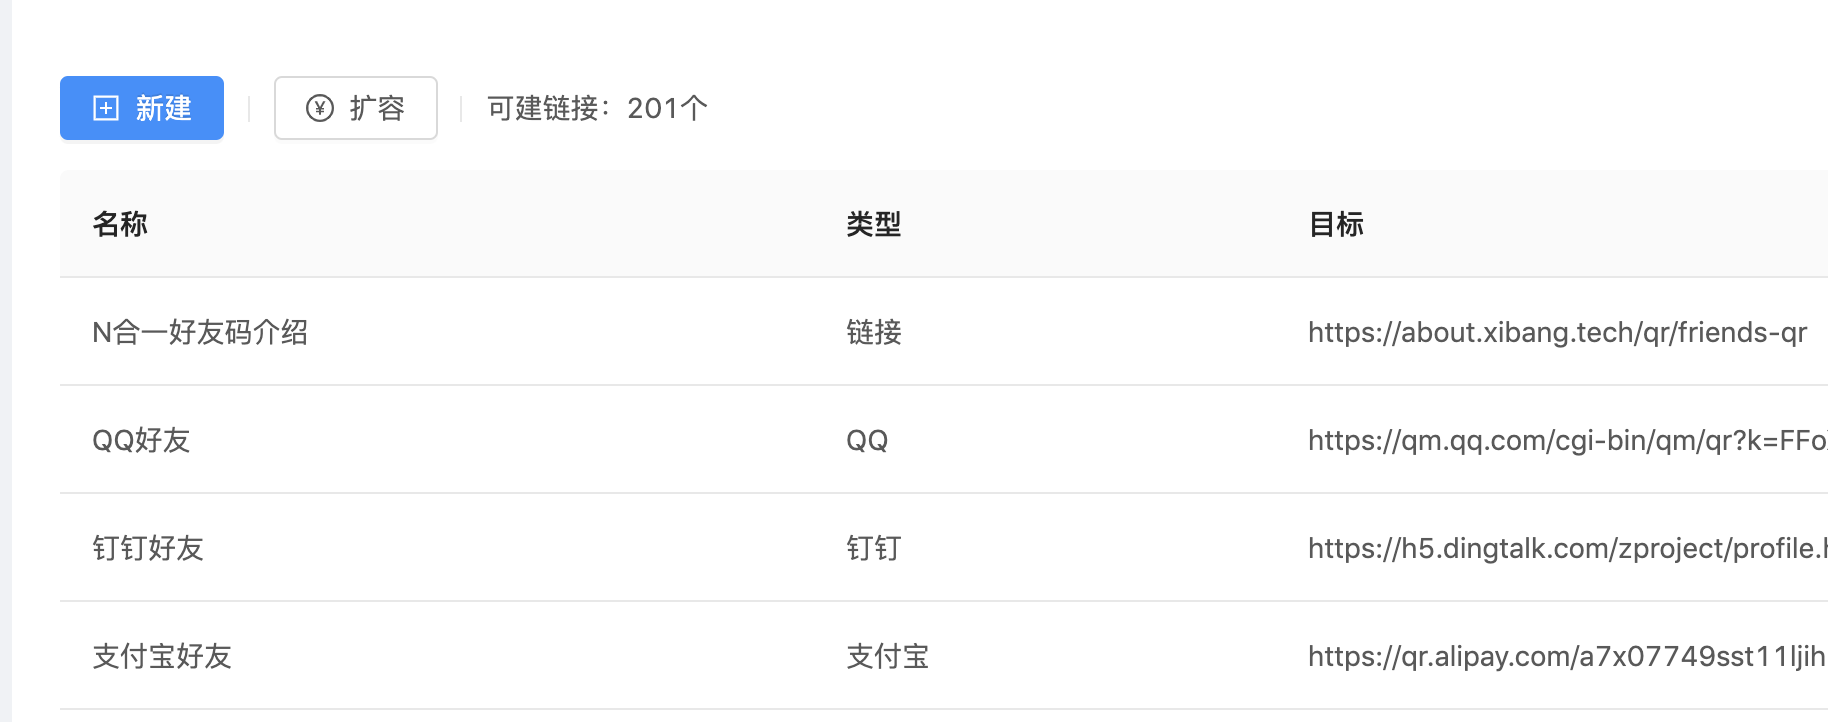 新建 扩容 可建链接：201个
名称 类型 目标
N合一好友码介绍 链接 https://about.xibang.tech/qr/friends-qr
QQ好友 QQ https://qm.qq.com/cgi-bin/qm/qr?k=FFo
钉钉好友 钉钉 https://h5.dingtalk.com/zproject/profile.h
支付宝好友 支付宝 https://qr.alipay.com/a7x07749sst11ljih